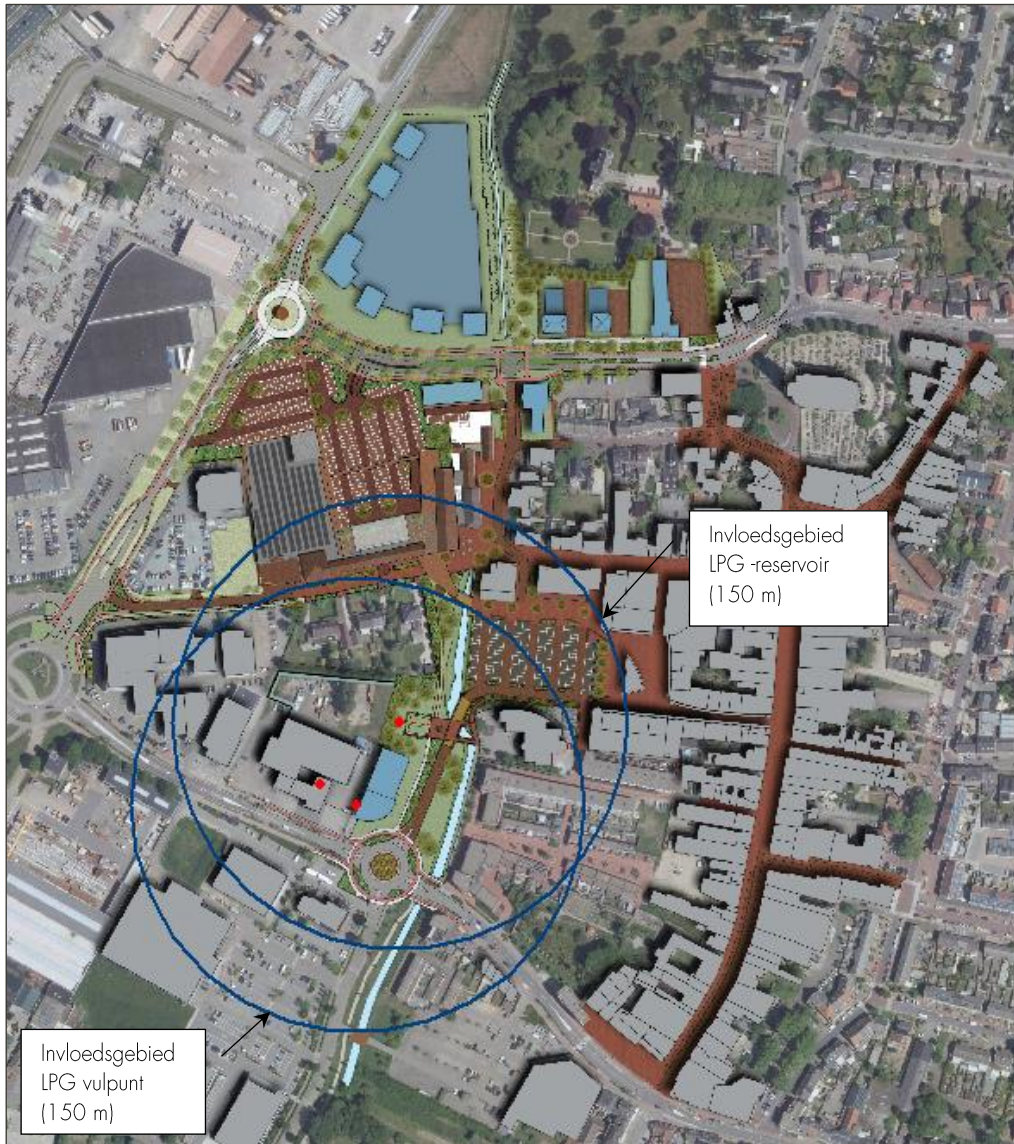 Invloedsgebied
LPG -reservoir
(150 m)
Invloedsgebied
LPG vulpunt
(150 m)